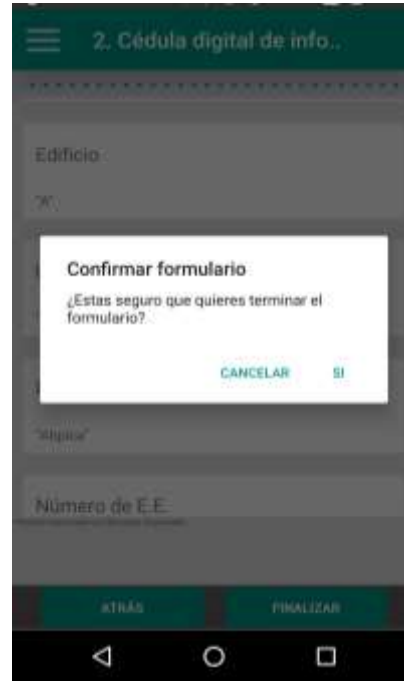 2. Cédula digital de info..
Edificio
"A"
Confirmar formulario
¿Estas seguro que quieres terminar el
formulario?
CANCELAR SI
"Atipica"
Número de E.E.
ATRÁS FINALIZAR